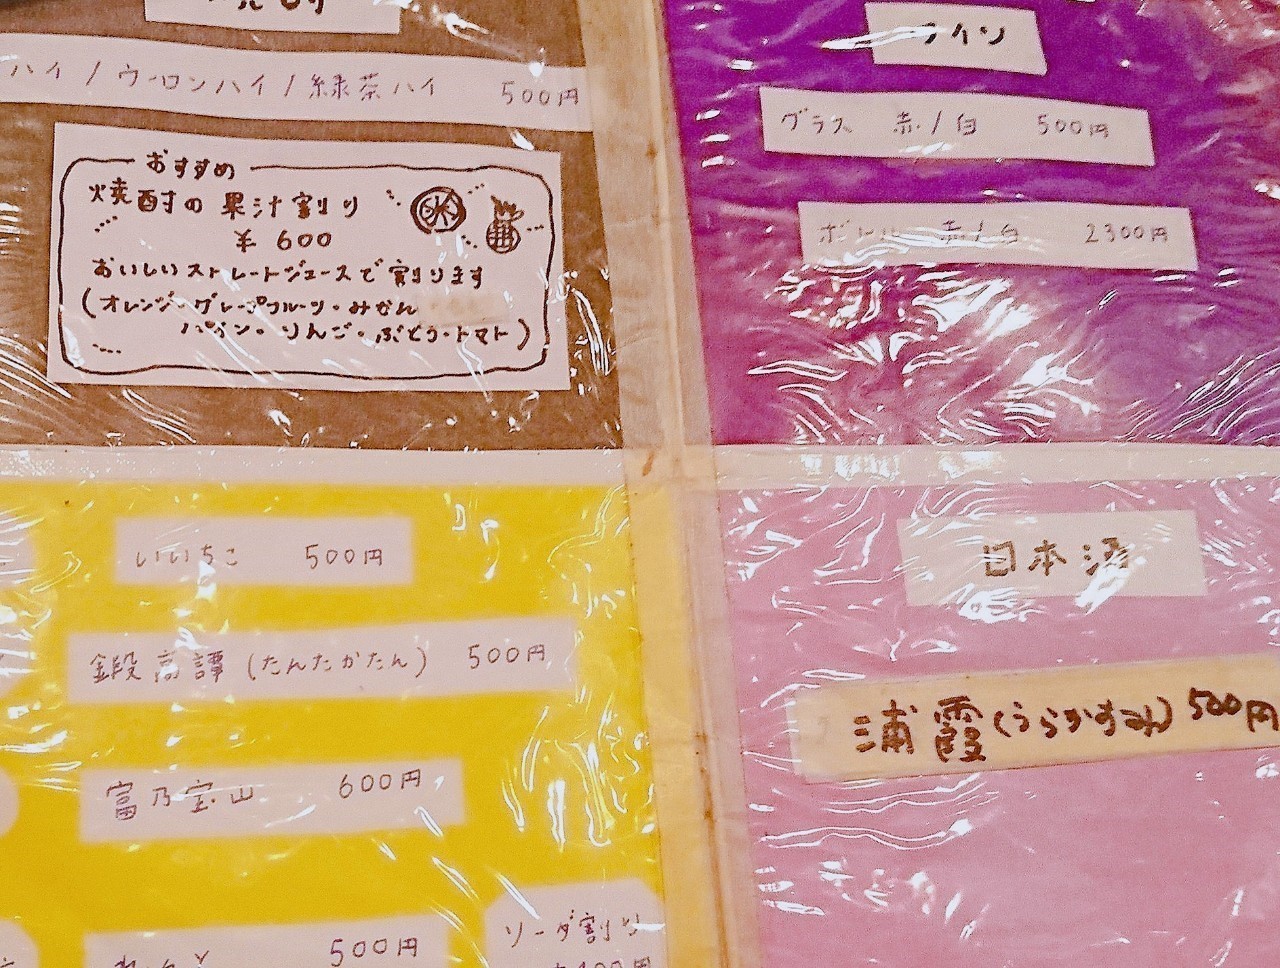 ハイ / ウーロンハイ / 緑茶ハイ 500円
おすすめ
焼酎の果汁割り
¥600
おいしいストレートジュースで割ります
(オレンジ・グレープフルーツ・みかん
パイン・りんご・ぶどう・トマト)
ワイン
グラス 赤/白 500円
ボトル 赤/白 2300円
いいちこ 500円
鍛高譚(たんたかたん) 500円
富乃宝山 600円
500円
ソーダ割り
日本酒
浦霞(うらかすみ) 500円